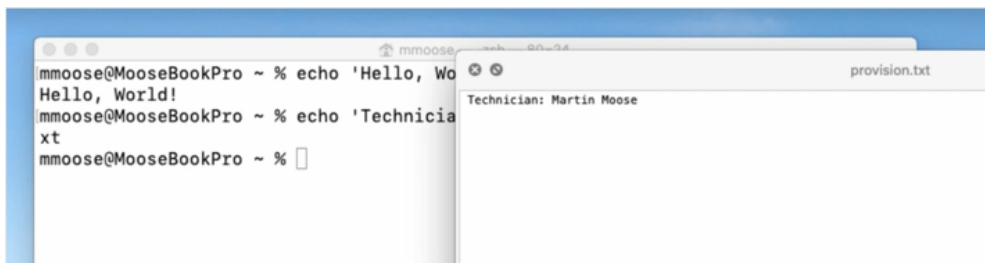 mmoose
mmoose@MooseBookPro ~ % echo 'Hello, Wo
Hello, World!
mmoose@MooseBookPro ~ % echo 'Technicia
xt
mmoose@MooseBookPro ~ %
provision.txt
Technician: Martin Moose